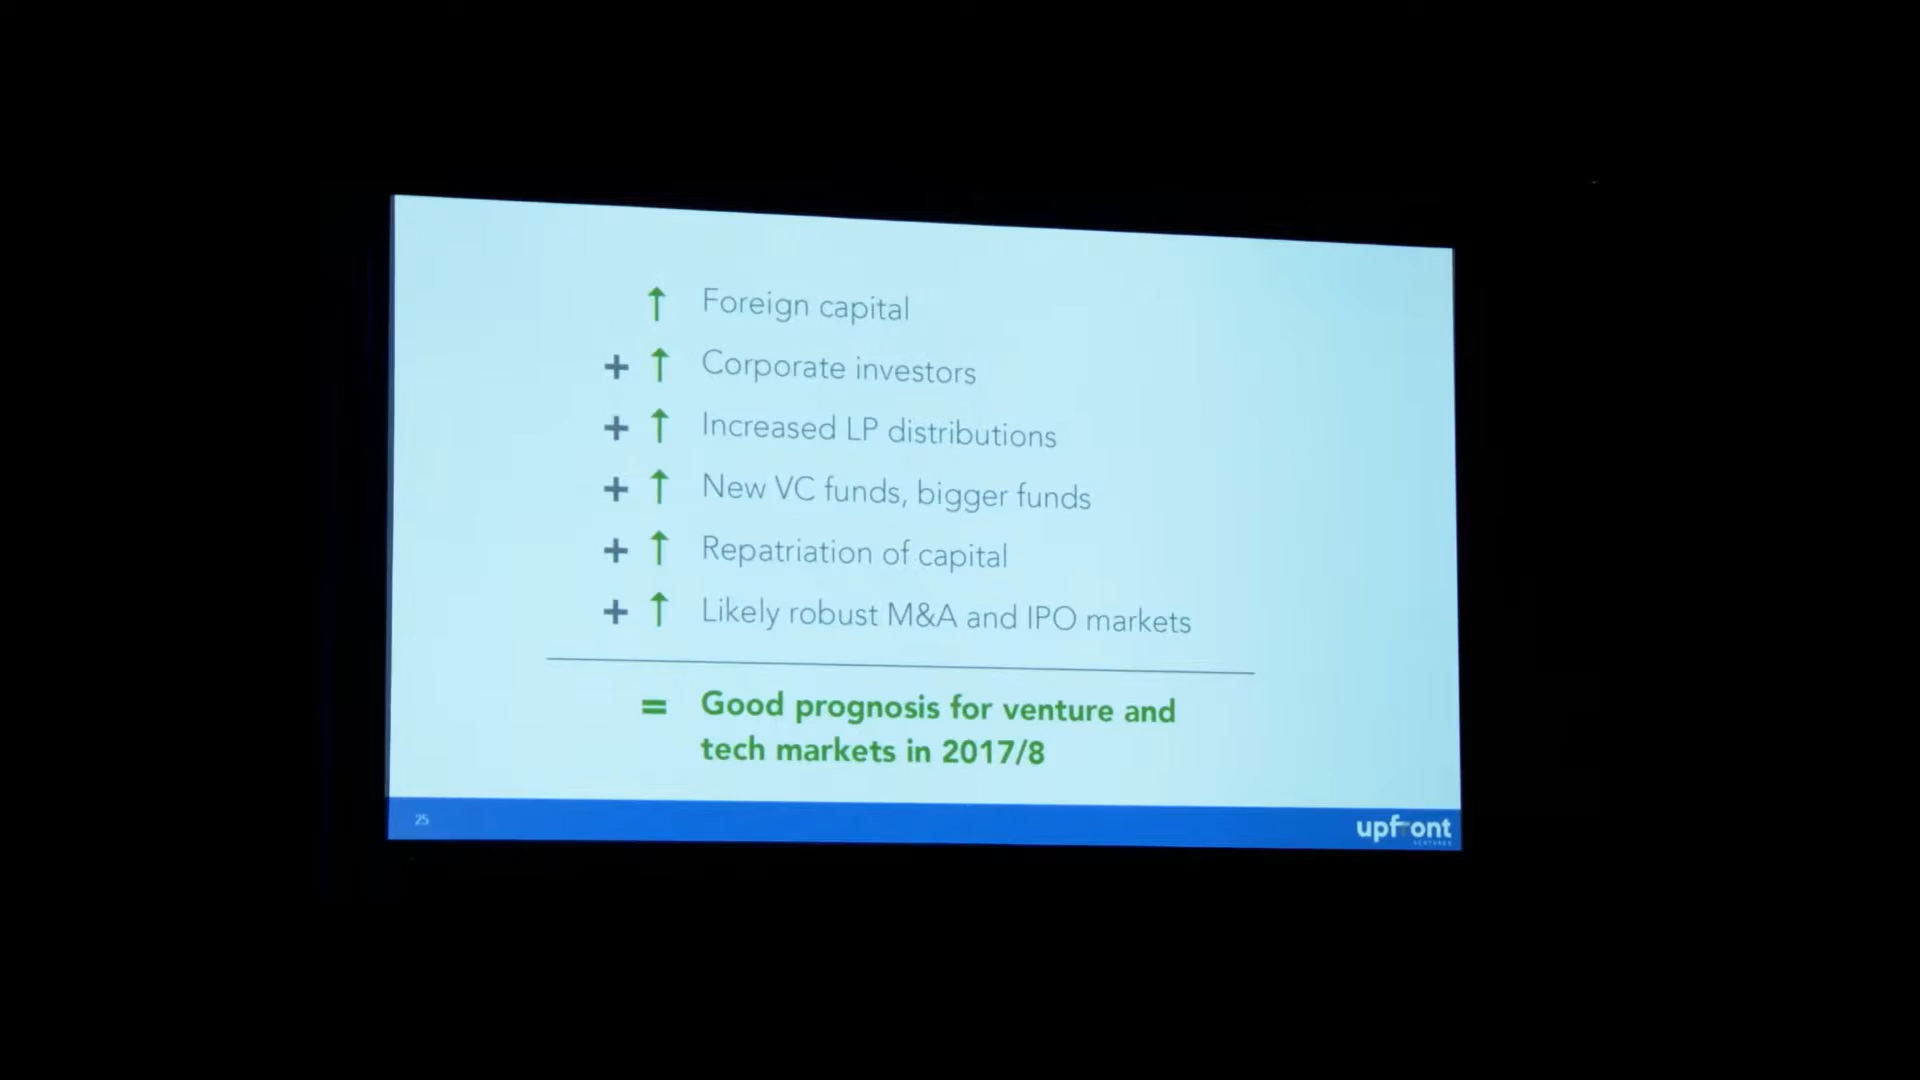 ↑ Foreign capital
+ ↑ Corporate investors
+ ↑ Increased LP distributions
+ ↑ New VC funds, bigger funds
+ ↑ Repatriation of capital
+ ↑ Likely robust M&A and IPO markets
= Good prognosis for venture and
tech markets in 2017/8
25
upfront
VENTURES